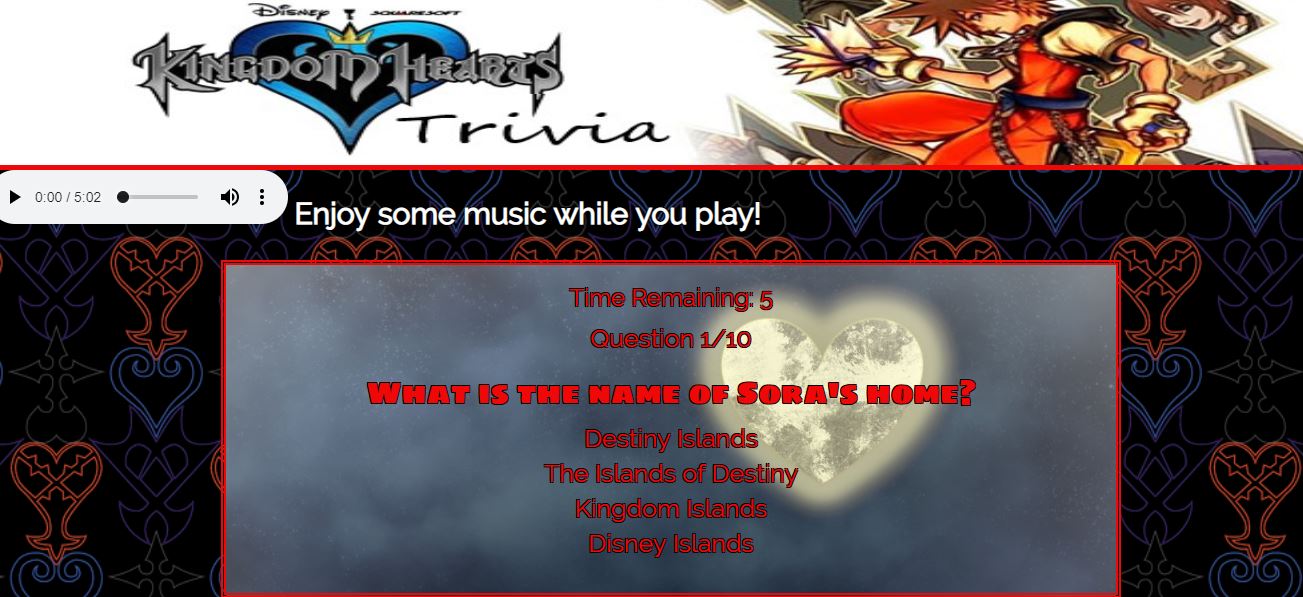 Disney SQUARESOFT
KINGDOM HEARTS
Trivia
0:00 / 5:02
Enjoy some music while you play!
Time Remaining: 5
Question 1/10
What is the name of Sora's home?
Destiny Islands
The Islands of Destiny
Kingdom Islands
Disney Islands